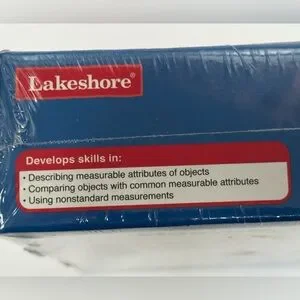 Lakeshore®
Develops skills in:
• Describing measurable attributes of objects
• Comparing objects with common measurable attributes
• Using nonstandard measurements